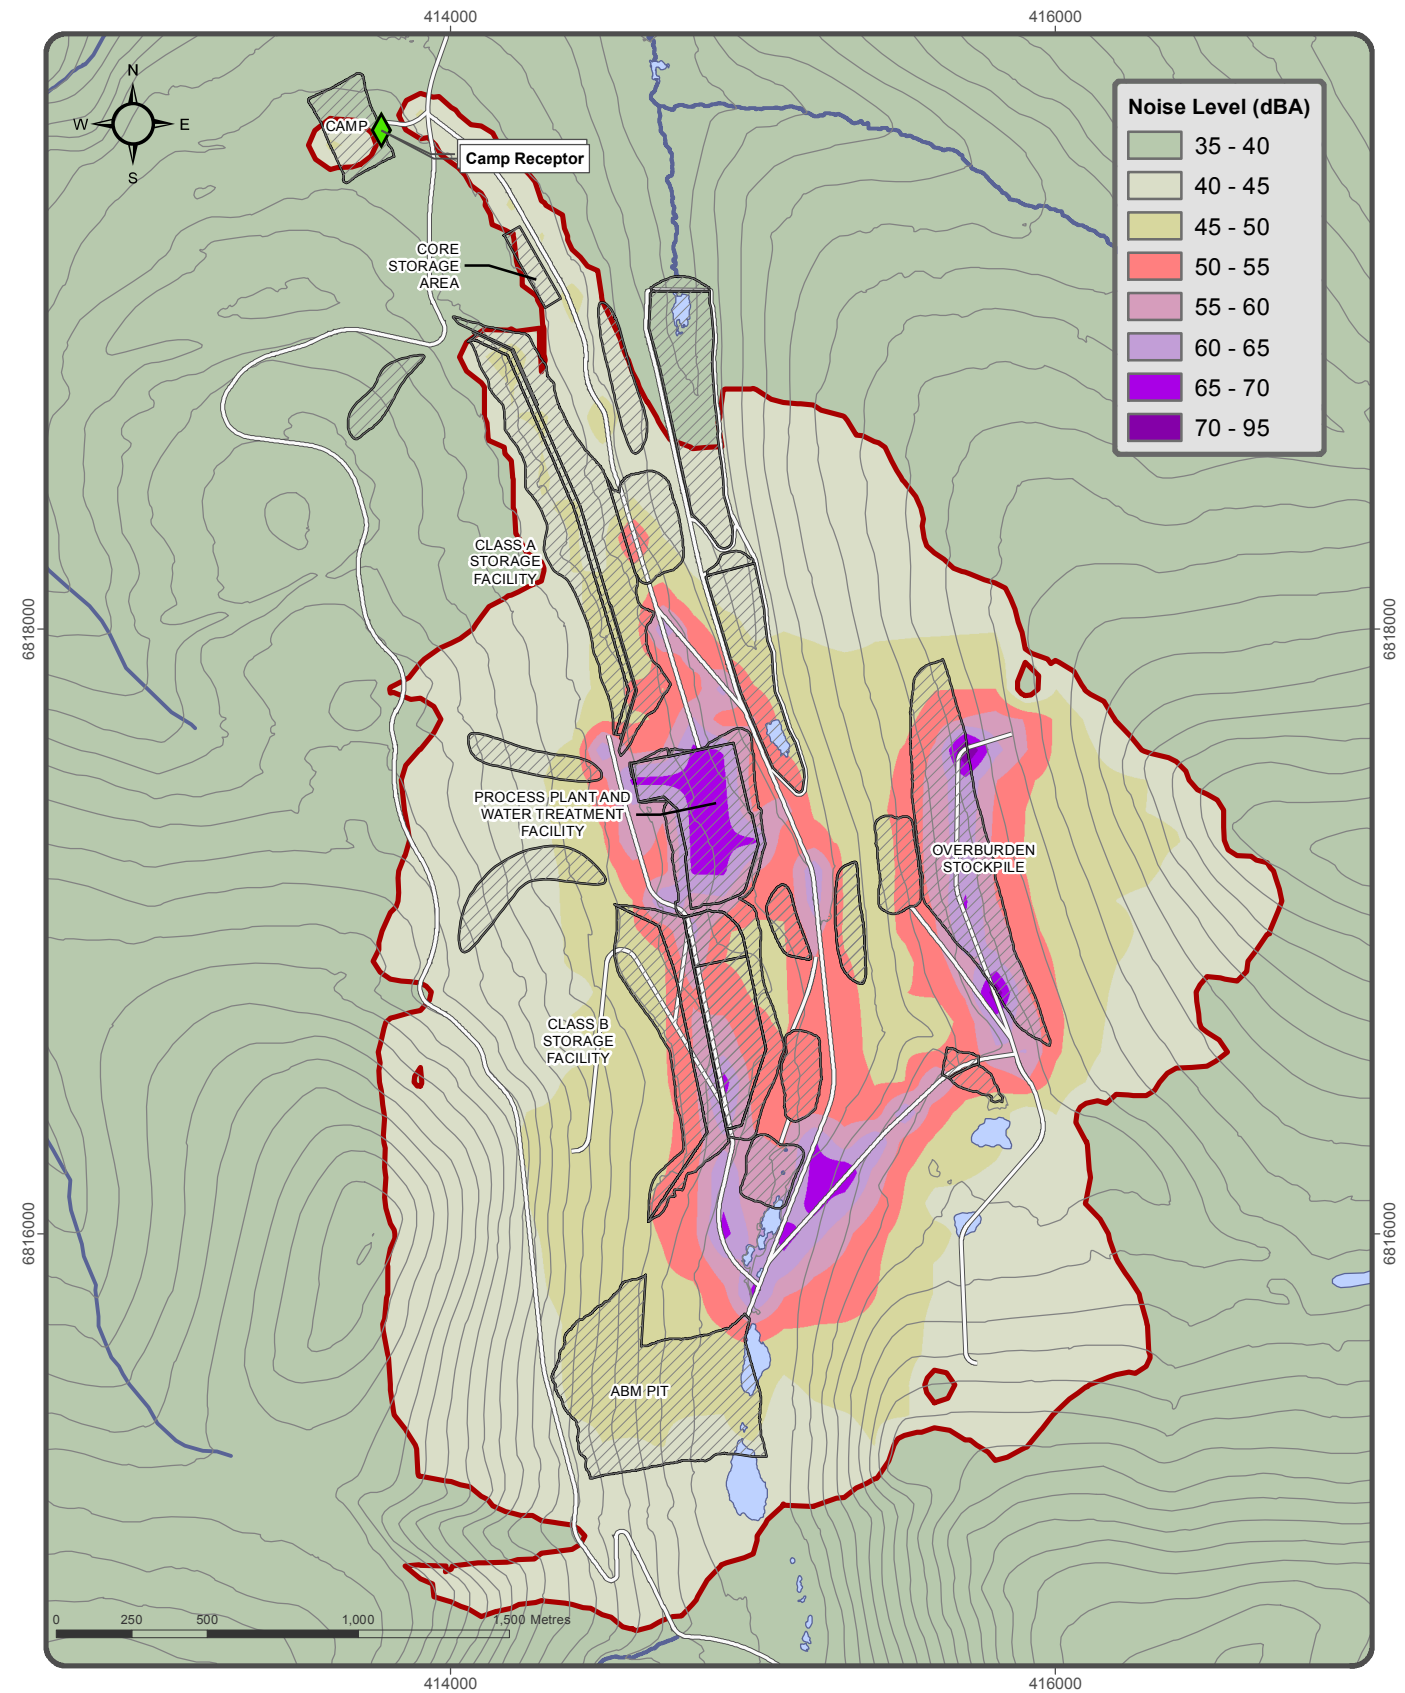 414000
416000
N
W
E
S
CAMP
Camp Receptor
Noise Level (dBA)
35 - 40
40 - 45
45 - 50
50 - 55
55 - 60
60 - 65
65 - 70
70 - 95
CORE
STORAGE
AREA
CLASS A
STORAGE
FACILITY
6818000
6818000
PROCESS PLANT AND
WATER TREATMENT
FACILITY
OVERBURDEN
STOCKPILE
CLASS B
STORAGE
FACILITY
6816000
6816000
ABM PIT
0
250
500
1,000
1,500 Metres
414000
416000